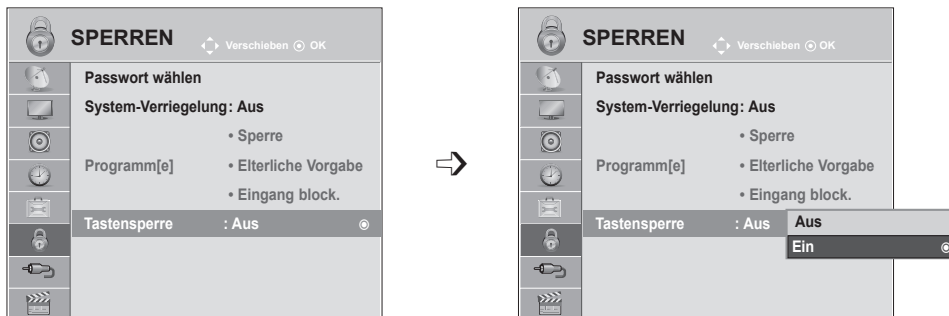 SPERREN
Verschieben OK
Passwort wählen
System-Verriegelung: Aus
• Sperre
Programm[e] • Elterliche Vorgabe
• Eingang block.
Tastensperre : Aus
SPERREN
Verschieben OK
Passwort wählen
System-Verriegelung: Aus
• Sperre
Programm[e] • Elterliche Vorgabe
• Eingang block.
Tastensperre : Aus
Aus
Ein